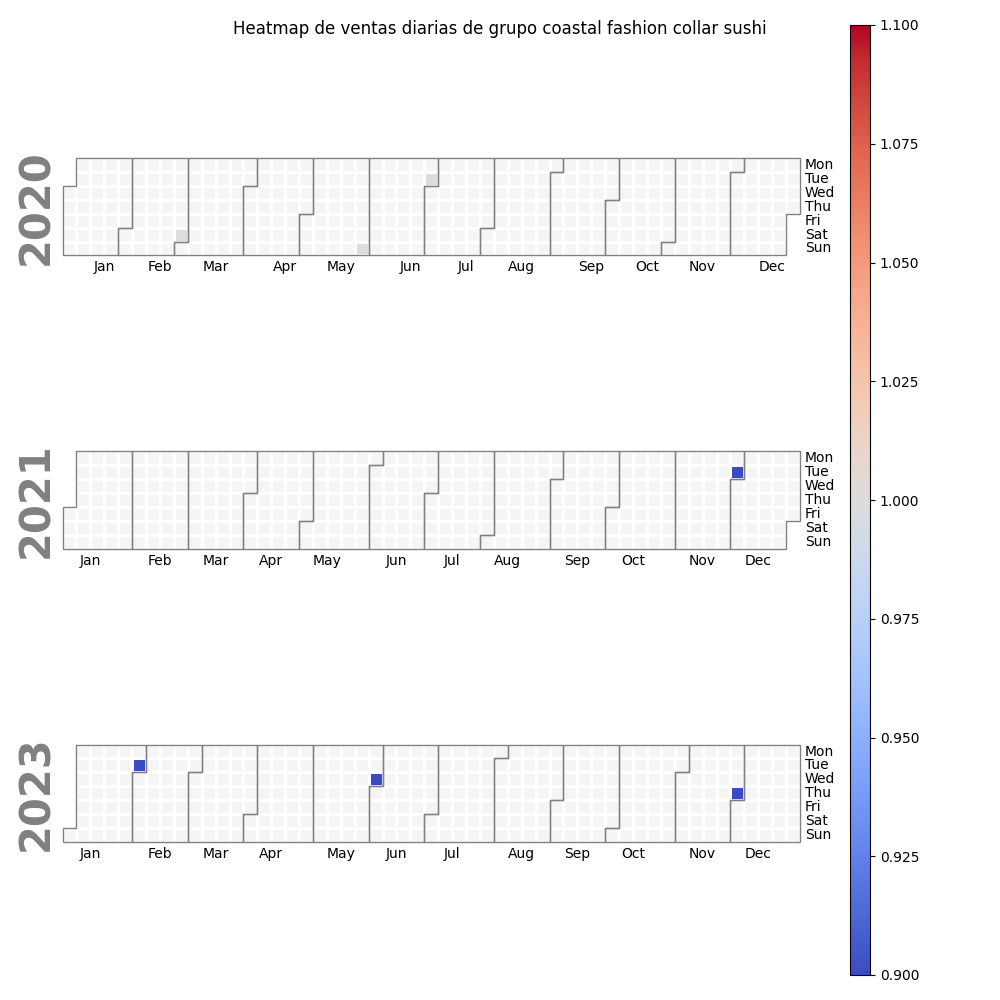 Heatmap de ventas diarias de grupo coastal fashion collar sushi
2020
Mon
Tue
Wed
Thu
Fri
Sat
Sun
Jan Feb Mar Apr May Jun Jul Aug Sep Oct Nov Dec
2021
Mon
Tue
Wed
Thu
Fri
Sat
Sun
Jan Feb Mar Apr May Jun Jul Aug Sep Oct Nov Dec
2023
Mon
Tue
Wed
Thu
Fri
Sat
Sun
Jan Feb Mar Apr May Jun Jul Aug Sep Oct Nov Dec
1.100
1.075
1.050
1.025
1.000
0.975
0.950
0.925
0.900